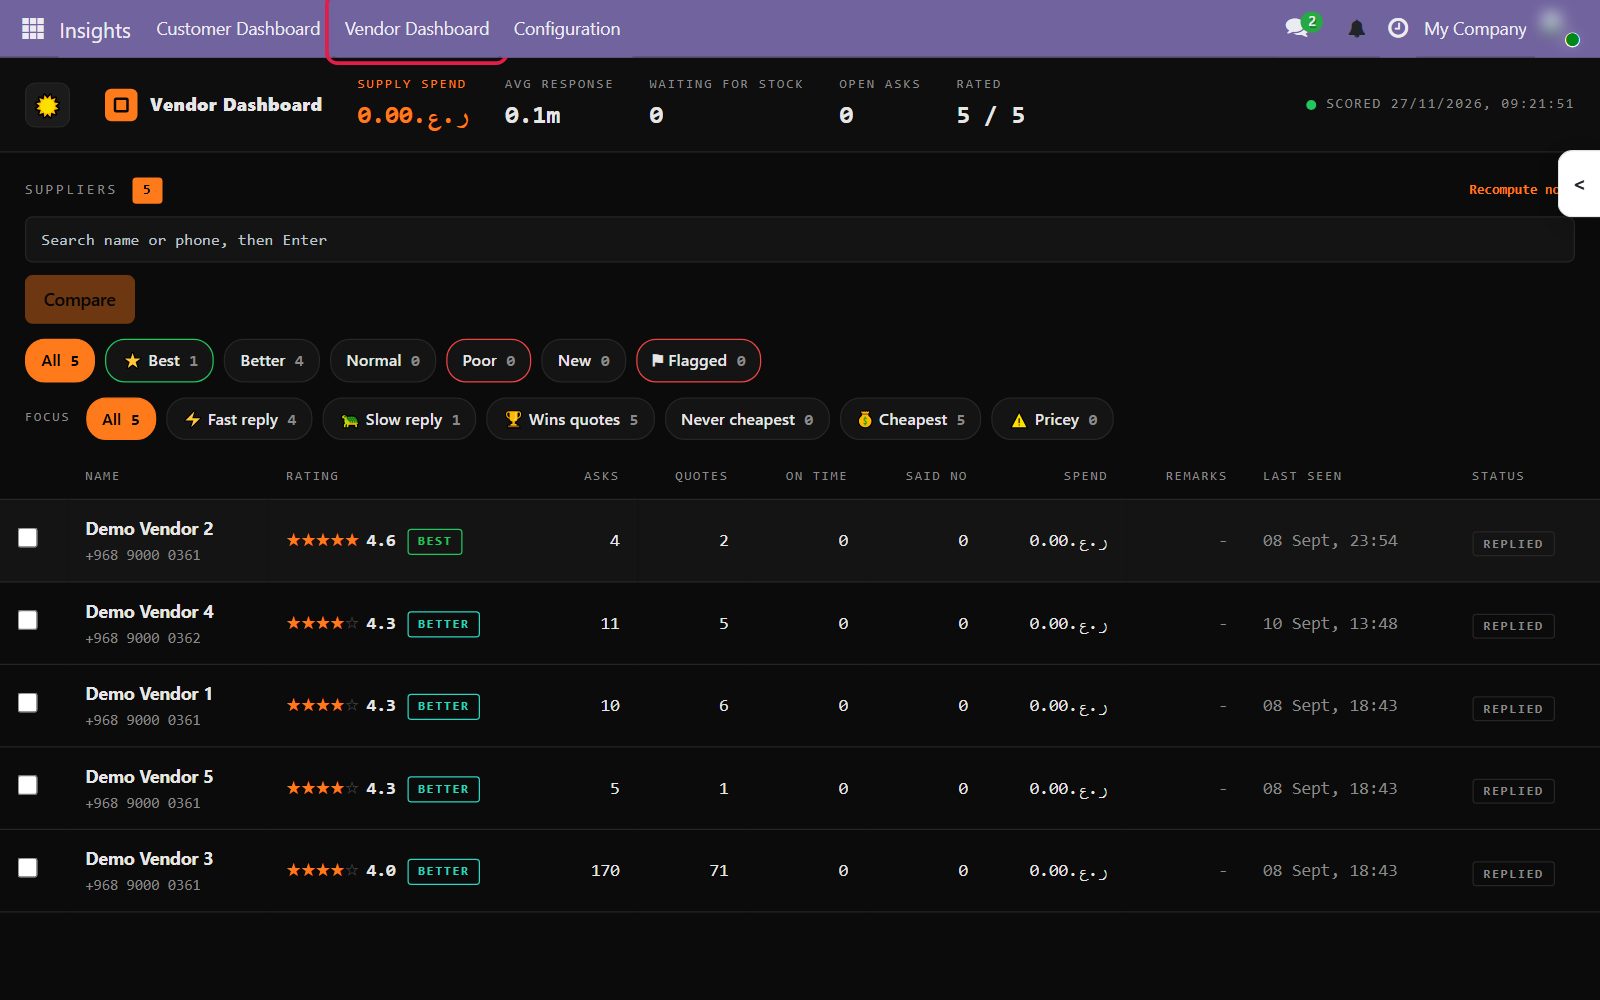 Insights Customer Dashboard Vendor Dashboard Configuration 2 My Company
Vendor Dashboard
SUPPLY SPEND AVG RESPONSE WAITING FOR STOCK OPEN ASKS RATED
0.00 ر.ع. 0.1m 0 0 5 / 5
SCORED 27/11/2026, 09:21:51
SUPPLIERS 5 Recompute
<
Search name or phone, then Enter
Compare
All 5 ★ Best 1 Better 4 Normal 0 Poor 0 New 0 ⚑ Flagged 0
FOCUS All 5 ⚡ Fast reply 4 🐢 Slow reply 1 🏆 Wins quotes 5 Never cheapest 0 💰 Cheapest 5 ⚠ Pricey 0
NAME RATING ASKS QUOTES ON TIME SAID NO SPEND REMARKS LAST SEEN STATUS
Demo Vendor 2 ★★★★★ 4.6 BEST 4 2 0 0 0.00 ر.ع. - 08 Sept, 23:54 REPLIED
+968 9000 0361
Demo Vendor 4 ★★★★☆ 4.3 BETTER 11 5 0 0 0.00 ر.ع. - 10 Sept, 13:48 REPLIED
+968 9000 0362
Demo Vendor 1 ★★★★☆ 4.3 BETTER 10 6 0 0 0.00 ر.ع. - 08 Sept, 18:43 REPLIED
+968 9000 0361
Demo Vendor 5 ★★★★☆ 4.3 BETTER 5 1 0 0 0.00 ر.ع. - 08 Sept, 18:43 REPLIED
+968 9000 0361
Demo Vendor 3 ★★★★☆ 4.0 BETTER 170 71 0 0 0.00 ر.ع. - 08 Sept, 18:43 REPLIED
+968 9000 0361